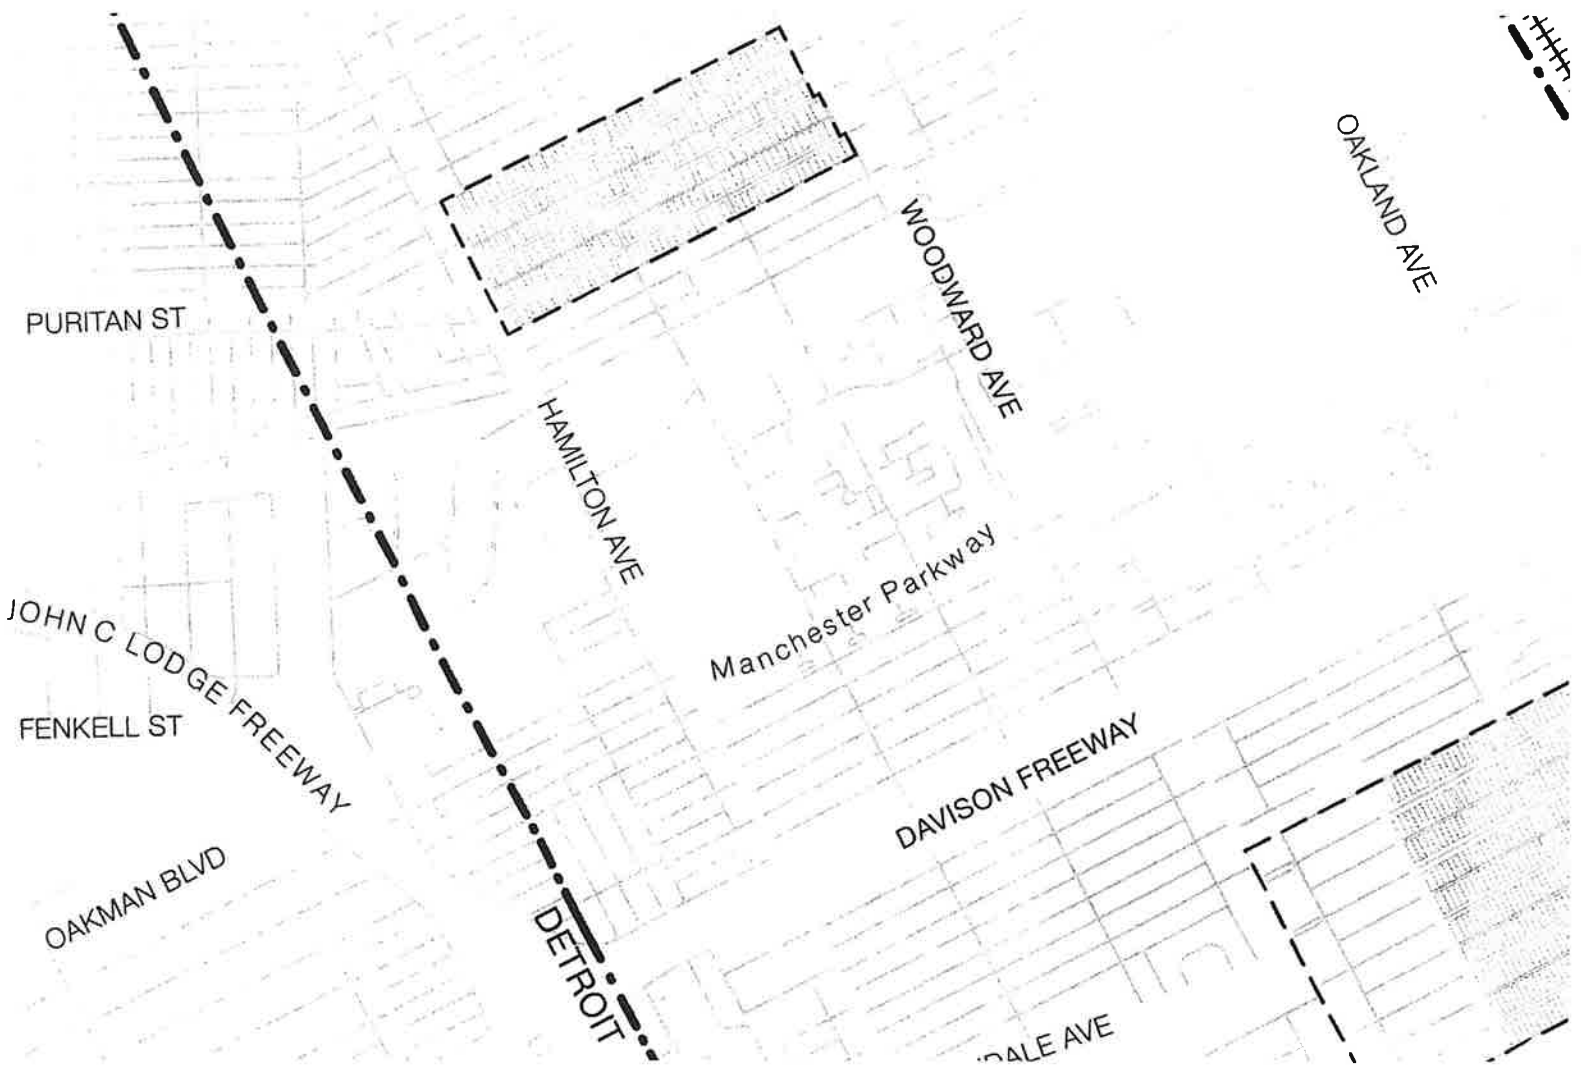 OAKLAND AVE
WOODWARD AVE
PURITAN ST
HAMILTON AVE
Manchester Parkway
JOHN C LODGE FREEWAY
FENKELL ST
DAVISON FREEWAY
OAKMAN BLVD
DETROIT
DALE AVE